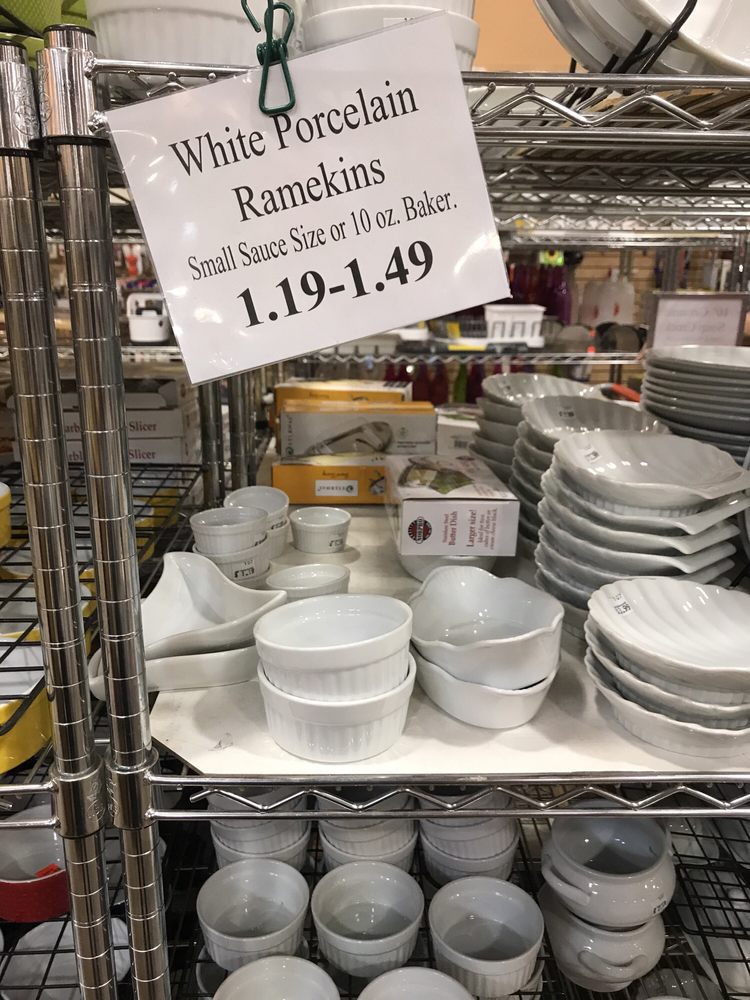 White Porcelain
Ramekins
Small Sauce Size or 10 oz. Baker.
1.19-1.49
Slicer
Slicer
Butter Dish
Larger size!